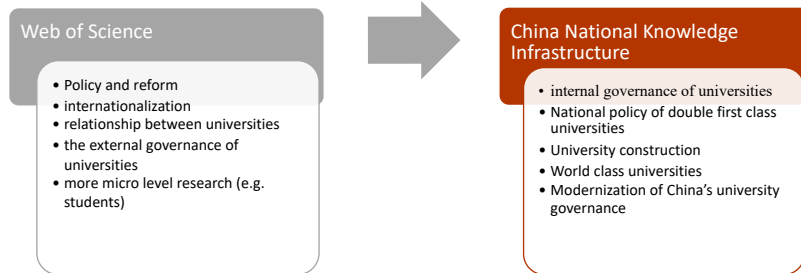 Web of Science
• Policy and reform
• internationalization
• relationship between universities
• the external governance of
universities
• more micro level research (e.g.
students)
China National Knowledge
Infrastructure
• internal governance of universities
• National policy of double first class
universities
• University construction
• World class universities
• Modernization of China's university
governance